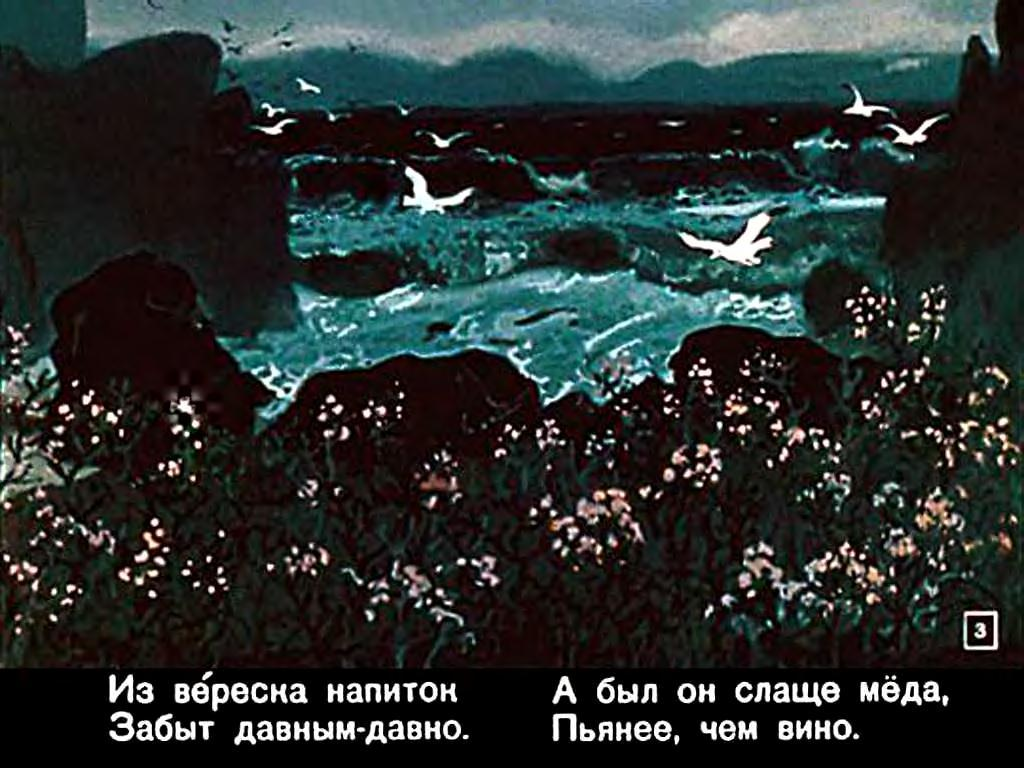 3
Из ве́реска напиток
Забыт давным-давно.
А был он слаще мёда,
Пьянее, чем вино.